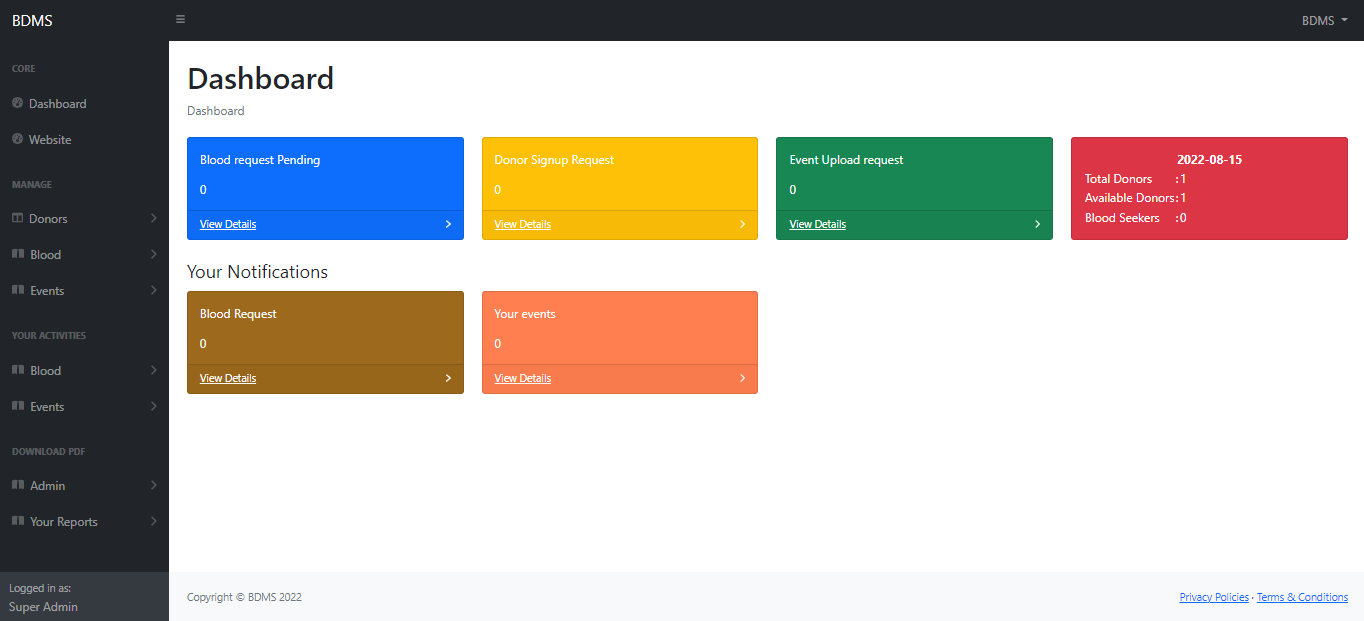 BDMS
BDMS
CORE
Dashboard
Website
MANAGE
Donors
Blood
Events
YOUR ACTIVITIES
Blood
Events
DOWNLOAD PDF
Admin
Your Reports
Logged in as:
Super Admin
Dashboard
Dashboard
Blood request Pending
0
View Details
Donor Signup Request
0
View Details
Event Upload request
0
View Details
2022-08-15
Total Donors :1
Available Donors:1
Blood Seekers :0
Your Notifications
Blood Request
0
View Details
Your events
0
View Details
Copyright © BDMS 2022
Privacy Policies · Terms & Conditions